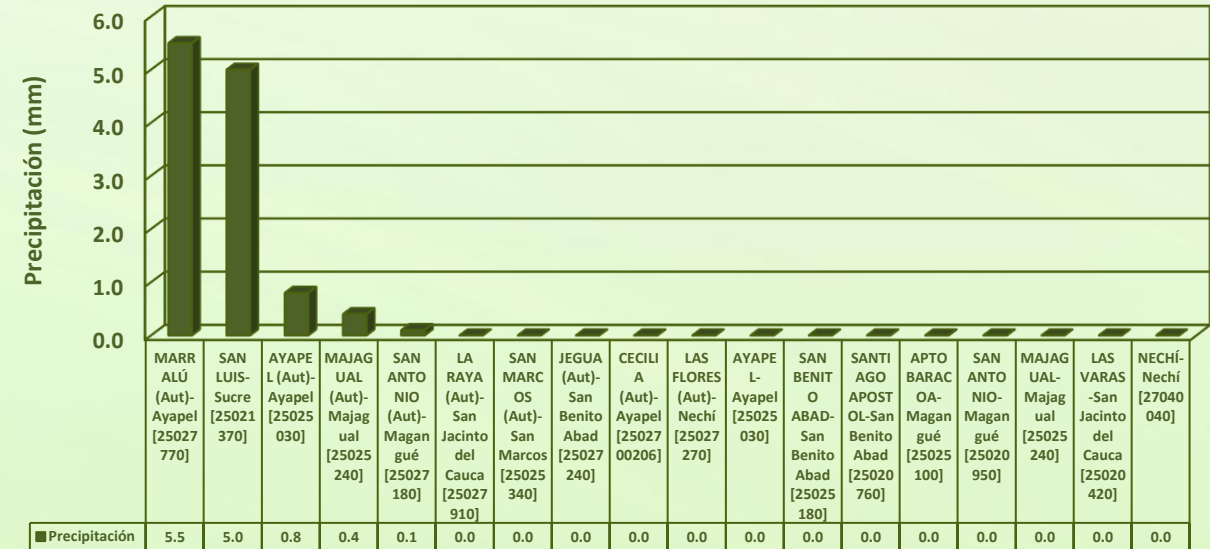 6.0
5.0
4.0
3.0
2.0
1.0
0.0
Precipitación (mm)
MARR
ALÚ
(Aut)-
Ayapel
[25027
770]
SAN
LUIS-
Sucre
[25021
370]
AYAPE
L (Aut)-
Ayapel
[25025
030]
MAJAG
UAL
(Aut)-
Majag
ual
[25025
240]
SAN
ANTO
NIO
(Aut)-
Magan
gué
[25027
180]
LA
RAYA
(Aut)-
San
Jacinto
del
Cauca
[25027
910]
SAN
MARC
OS
(Aut)-
San
Marcos
[25025
340]
JEGUA
(Aut)-
San
Benito
Abad
[25027
240]
CECILI
A
(Aut)-
Ayapel
[25027
00206]
LAS
FLORES
(Aut)-
Nechí
[25027
270]
AYAPE
L-
Ayapel
[25025
030]
SAN
BENIT
O
ABAD-
San
Benito
Abad
[25025
180]
SANTI
AGO
APOST
OL-San
Benito
Abad
[25020
760]
APTO
BARAC
OA-
Magan
gué
[25025
100]
SAN
ANTO
NIO-
Magan
gué
[25020
950]
MAJAG
UAL-
Majag
ual
[25025
240]
LAS
VARAS
-San
Jacinto
del
Cauca
[25020
420]
NECHÍ-
Nechí
[27040
040]
Precipitación 5.5 5.0 0.8 0.4 0.1 0.0 0.0 0.0 0.0 0.0 0.0 0.0 0.0 0.0 0.0 0.0 0.0 0.0